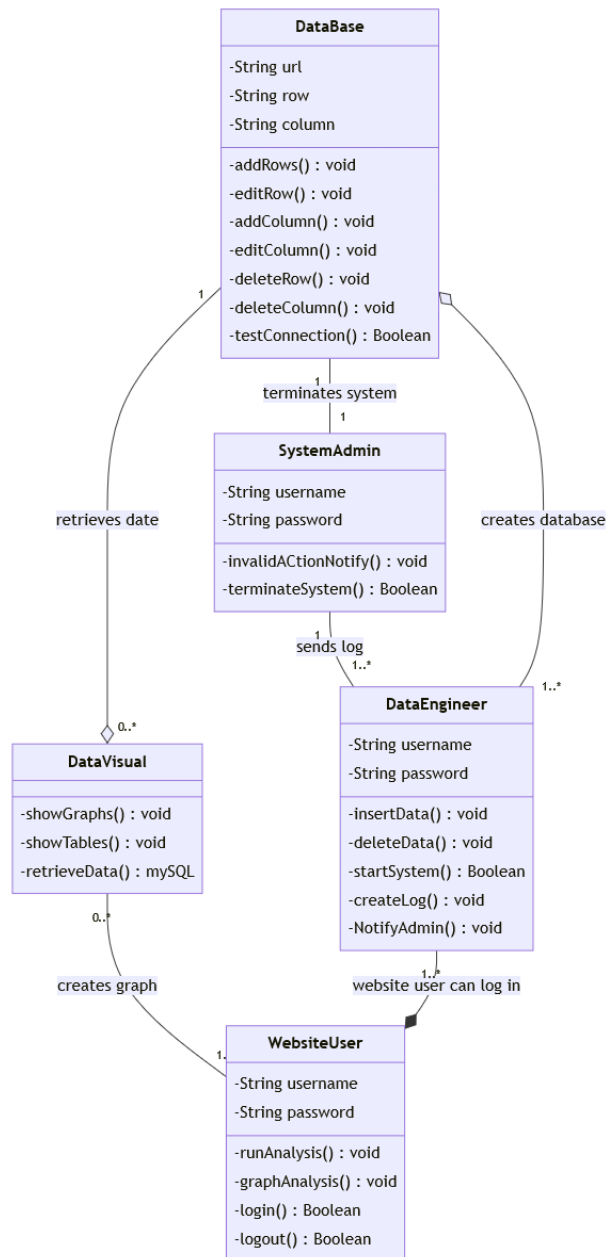 DataBase
-String url
-String row
-String column
-addRows() : void
-editRow() : void
-addColumn() : void
-editColumn() : void
-deleteRow() : void
-deleteColumn() : void
-testConnection() : Boolean
1
1
terminates system
1
SystemAdmin
-String username
-String password
-invalidACtionNotify() : void
-terminateSystem() : Boolean
retrieves date
creates database
1
sends log
1..*
1..*
DataEngineer
-String username
-String password
-insertData() : void
-deleteData() : void
-startSystem() : Boolean
-createLog() : void
-NotifyAdmin() : void
0..*
DataVisual
-showGraphs() : void
-showTables() : void
-retrieveData() : mySQL
0..*
creates graph
1..*
website user can log in
1..
WebsiteUser
-String username
-String password
-runAnalysis() : void
-graphAnalysis() : void
-login() : Boolean
-logout() : Boolean